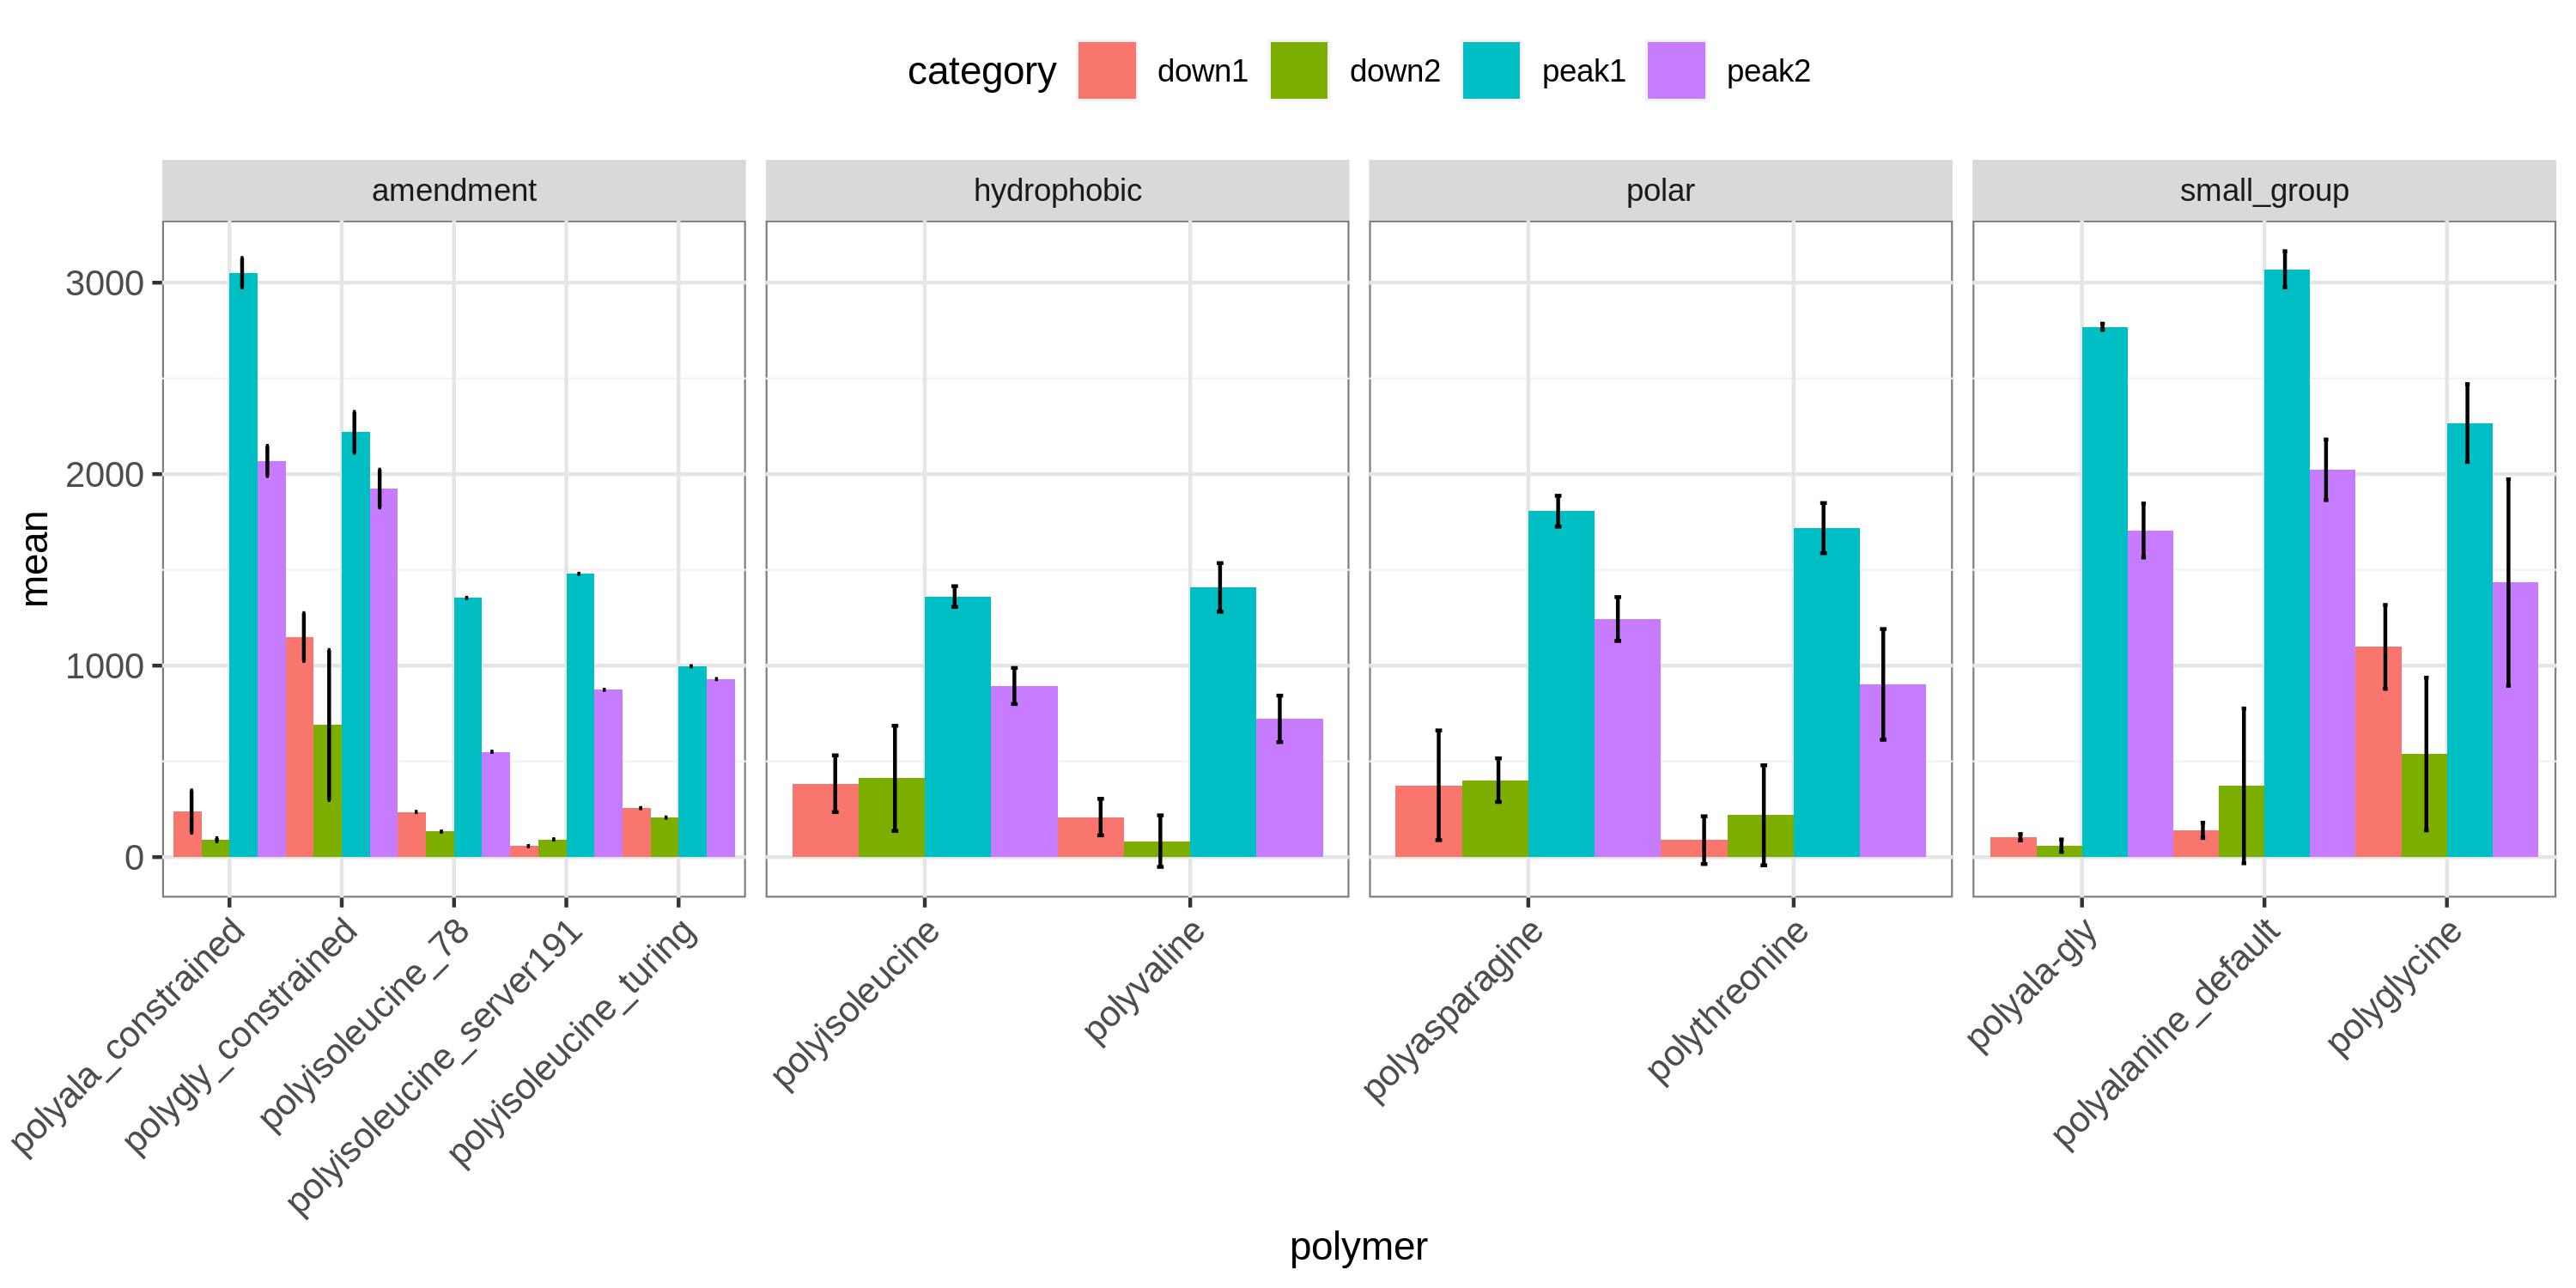 category down1 down2 peak1 peak2
amendment hydrophobic polar small_group
mean
3000
2000
1000
0
polyala_constrained
polygly_constrained
polyisoleucine_78
polyisoleucine_server191
polyisoleucine_turing
polyisoleucine
polyvaline
polyasparagine
polythreonine
polyala-gly
polyalanine_default
polyglycine
polymer